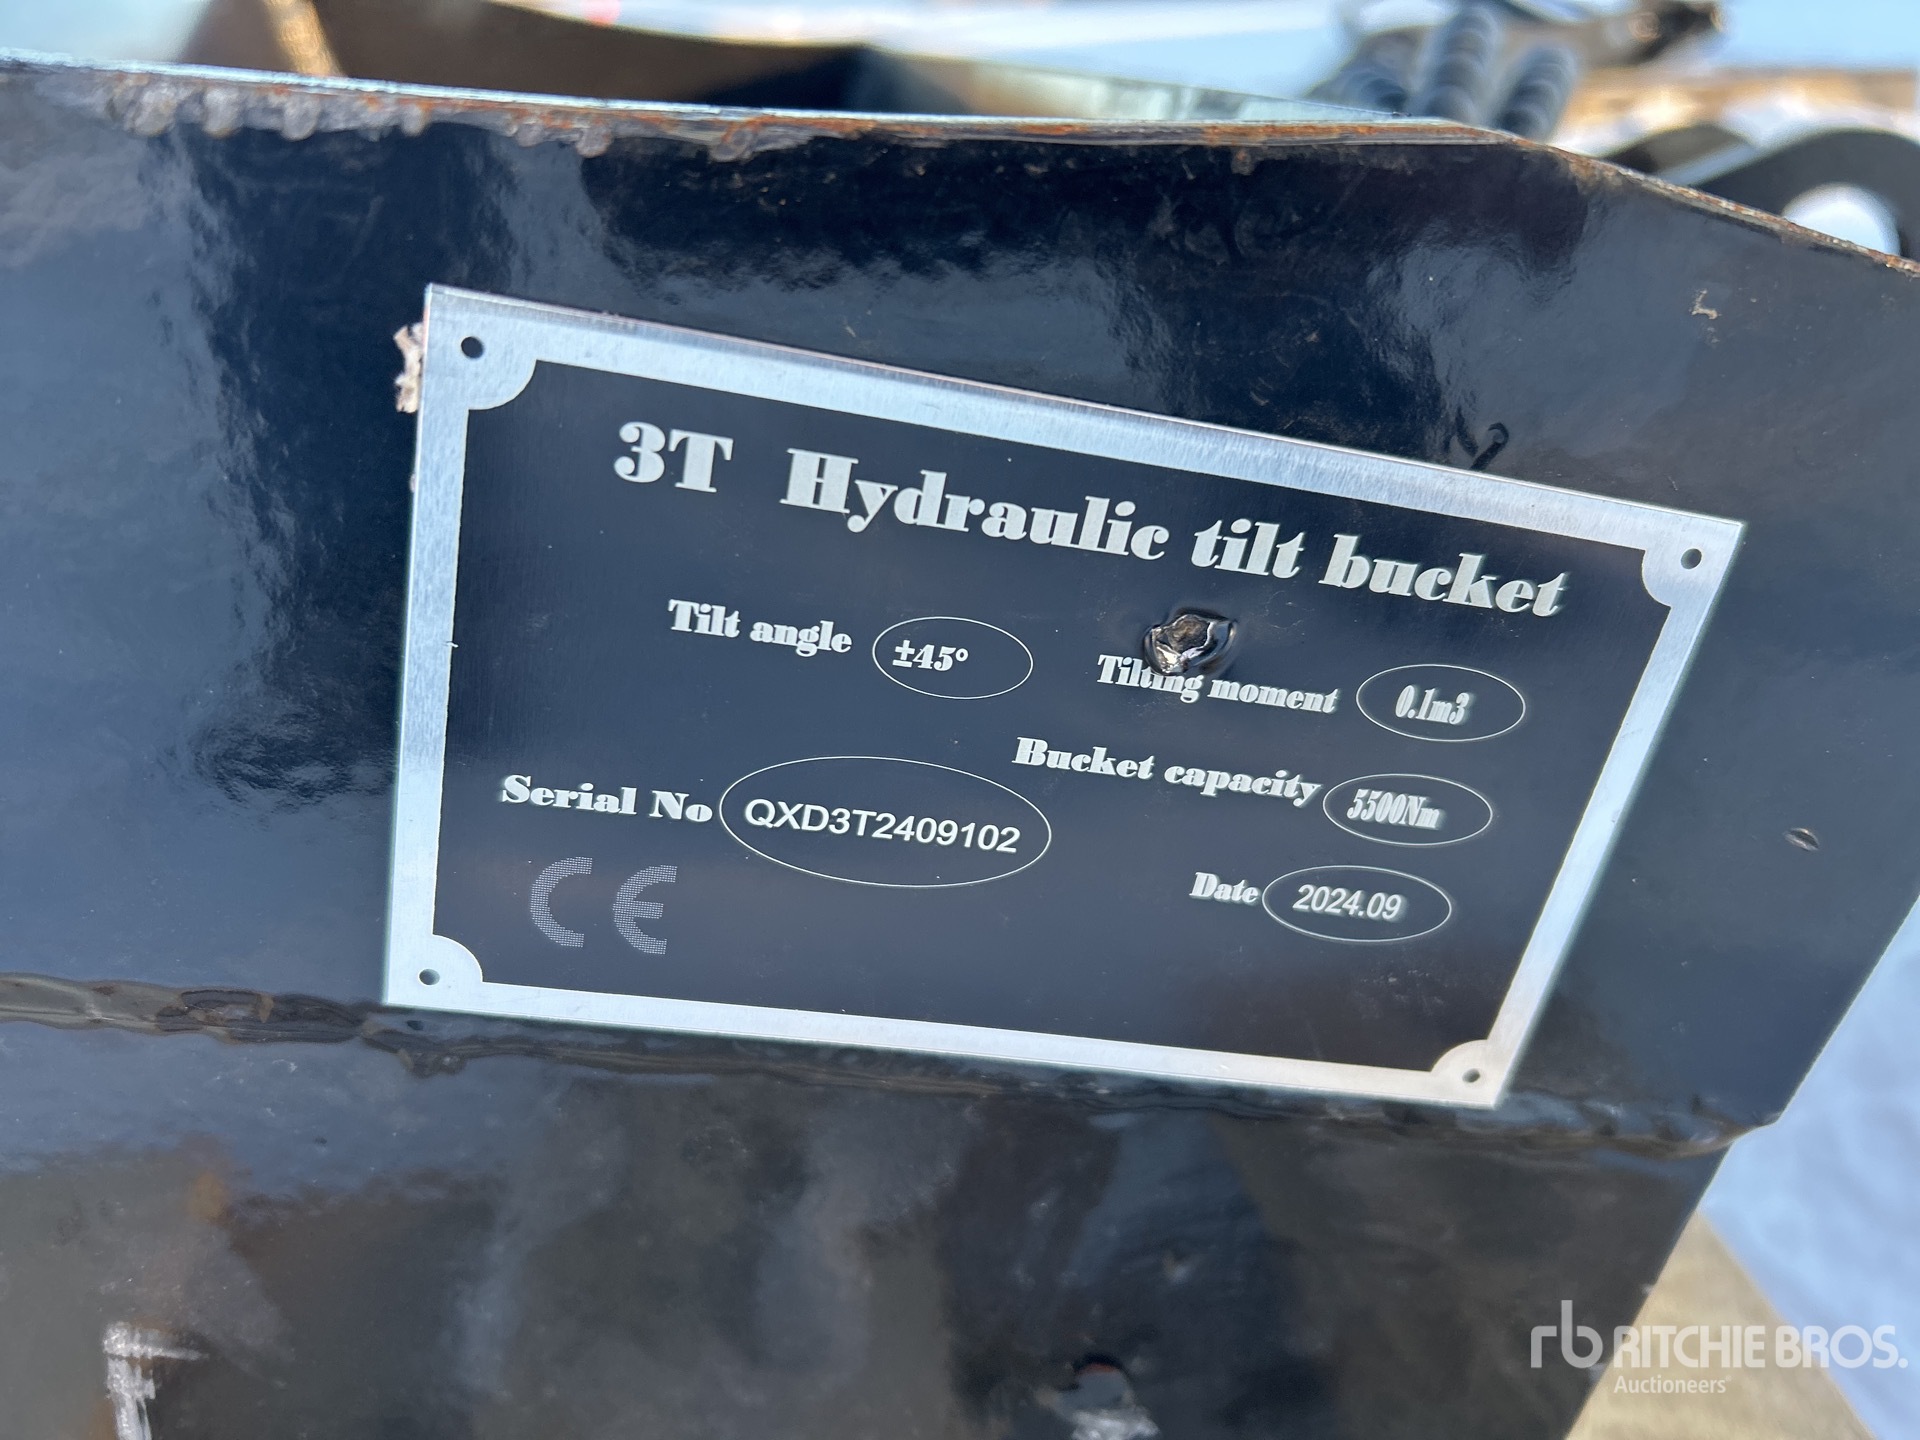 3T Hydraulic tilt bucket
Tilt angle ±45°
Tilting moment 0.1m3
Bucket capacity 5500Nm
Serial No QXD3T2409102
Date 2024.09
CE
rb RITCHIE BROS.
Auctioneers